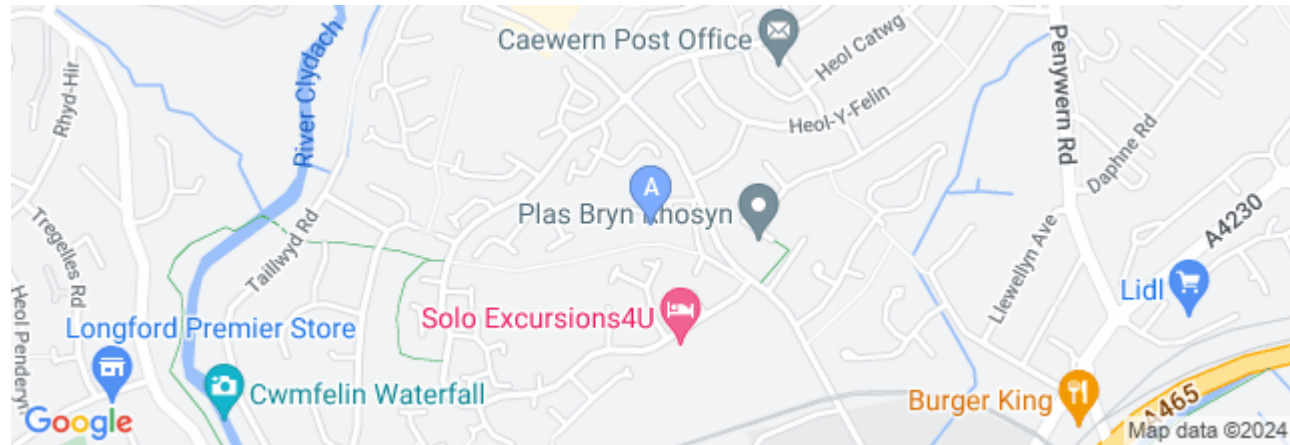 Caewern Post Office
Heol Catwg
Penywern Rd
Rhyd-Hir
River Clydach
Heol-Y-Felin
Daphne Rd
A
Plas Bryn Rhosyn
Tregelles Rd
Taillwyd Rd
A4230
Llewellyn Ave
Lidl
Heol Penderyn
Longford Premier Store
Solo Excursions4U
Cwmfelin Waterfall
Burger King
A465
Google
Map data ©2024